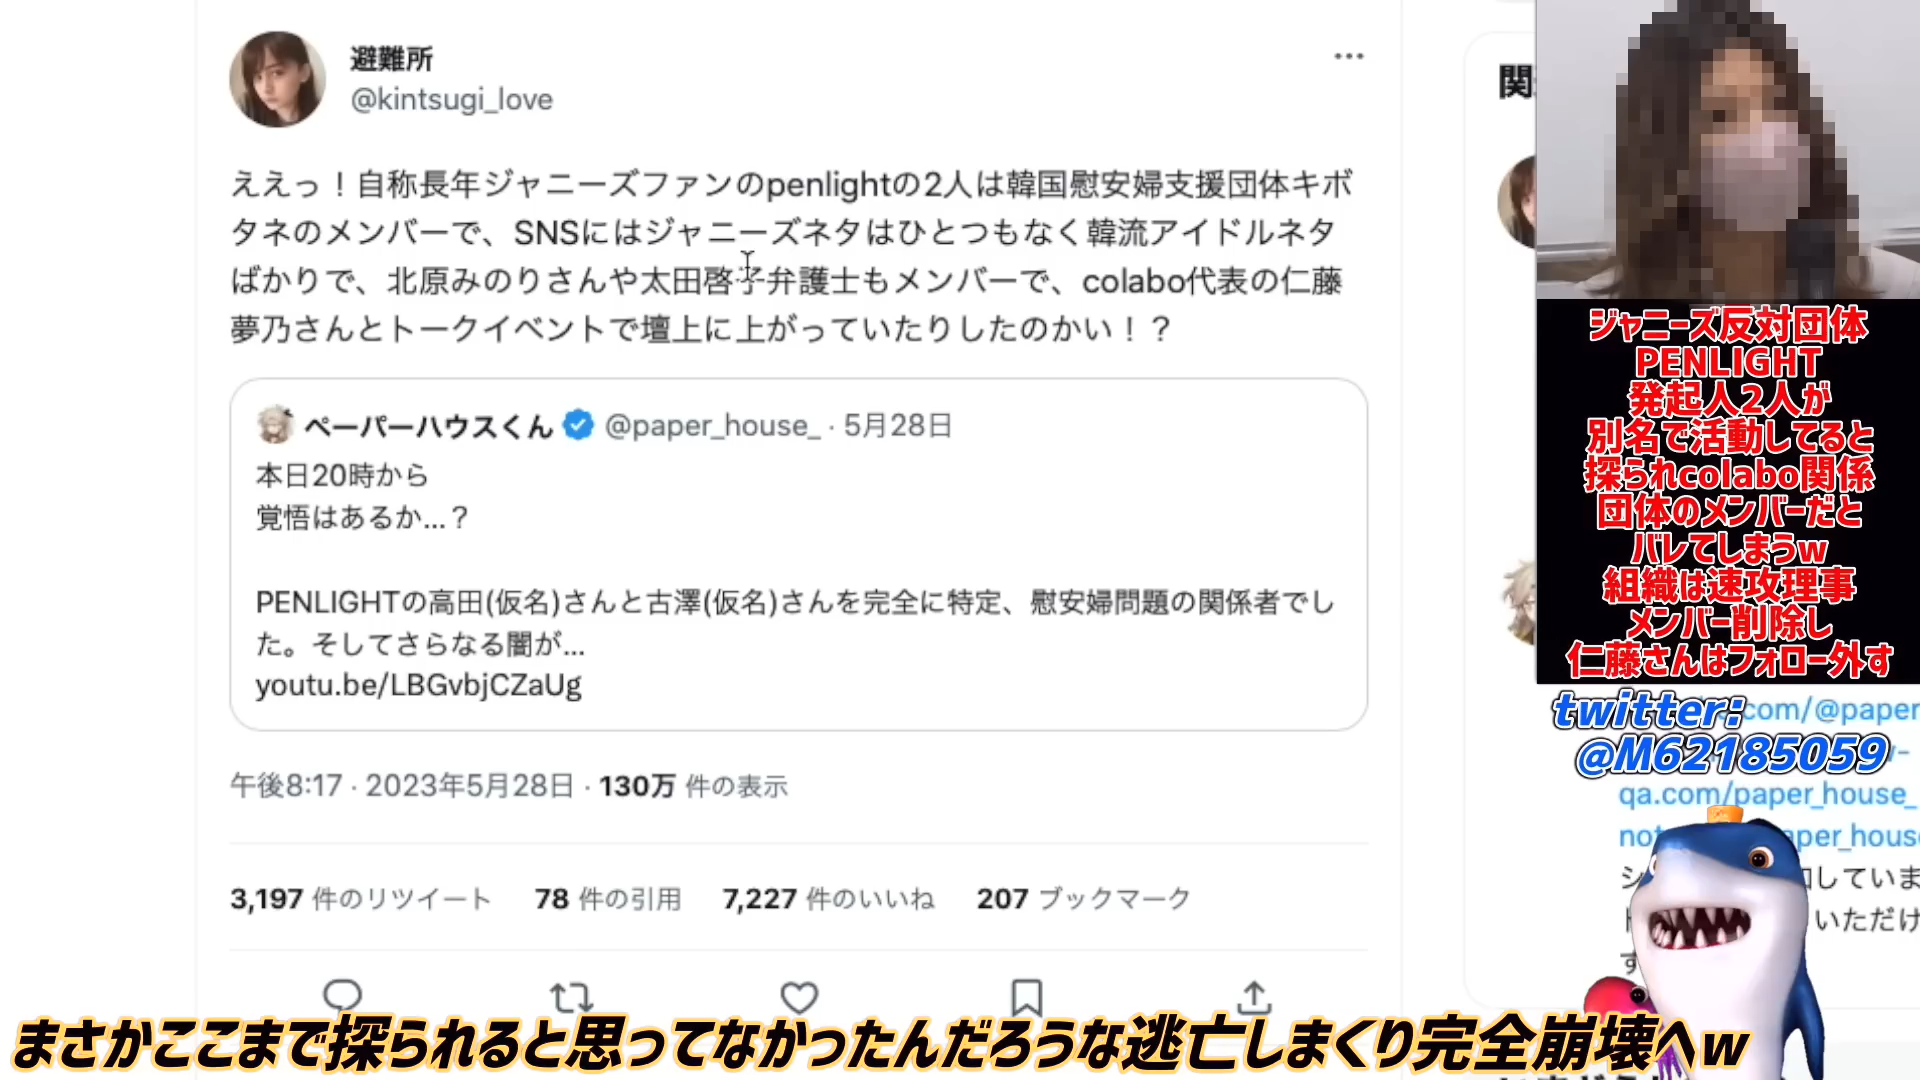 避難所
@kintsugi_love
ええっ！自称長年ジャニーズファンのpenlightの2人は韓国慰安婦支援団体キボ
タネのメンバーで、SNSにはジャニーズネタはひとつもなく韓流アイドルネタ
ばかりで、北原みのりさんや太田啓子弁護士もメンバーで、colabo代表の仁藤
夢乃さんとトークイベントで壇上に上がっていたりしたのかい！？
ペーパーハウスくん @paper_house_ · 5月28日
本日20時から
覚悟はあるか...？
PENLIGHTの高田(仮名)さんと古澤(仮名)さんを完全に特定、慰安婦問題の関係者でし
た。そしてさらなる闇が...
youtu.be/LBGvbjCZaUg
午後8:17 · 2023年5月28日 · 130万 件の表示
3,197 件のリツイート 78 件の引用 7,227 件のいいね 207 ブックマーク
関
ジャニーズ反対団体
PENLIGHT
発起人2人が
別名で活動してると
探られcolabo関係
団体のメンバーだと
バレてしまうw
組織は速攻理事
メンバー削除し
仁藤さんはフォロー外す
twitter:
com/@paper
@M62185059
qa.com/paper_house_
not
aper_house
していま
いただけ
す
まさかここまで探られると思ってなかったんだろうな逃亡しまくり完全崩壊へw